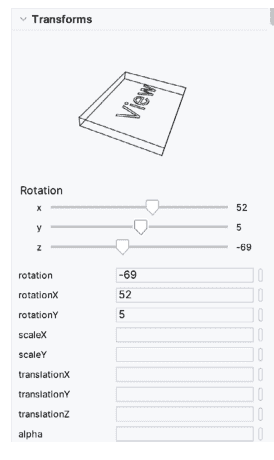 Transforms
View
Rotation
x 52
y 5
z -69
rotation -69
rotationX 52
rotationY 5
scaleX
scaleY
translationX
translationY
translationZ
alpha